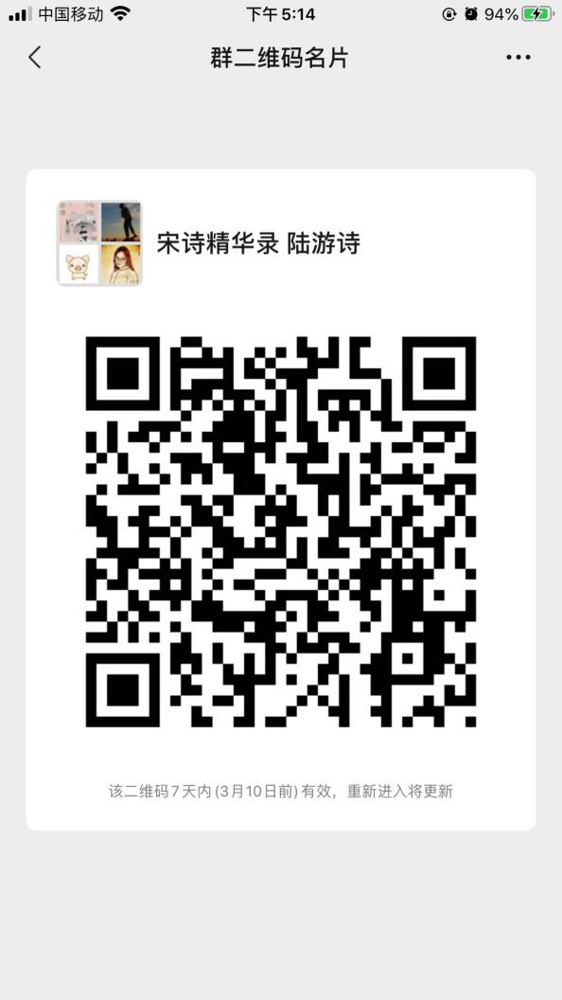 中国移动
下午5:14
94%
群二维码名片
宋诗精华录 陆游诗
该二维码7天内(3月10日前)有效，重新进入将更新